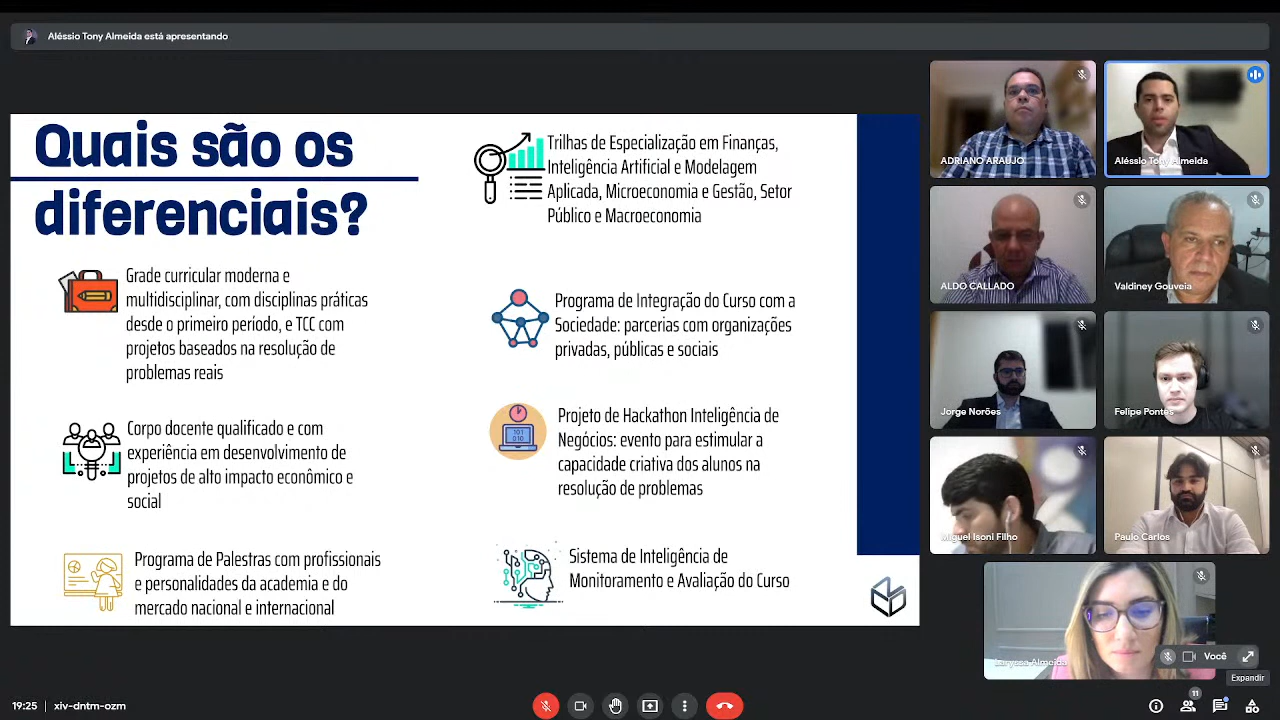 Aléssio Tony Almeida está apresentando
Quais são os
diferenciais?
Grade curricular moderna e
multidisciplinar, com disciplinas práticas
desde o primeiro período, e TCC com
projetos baseados na resolução de
problemas reais
Corpo docente qualificado e com
experiência em desenvolvimento de
projetos de alto impacto econômico e
social
Programa de Palestras com profissionais
e personalidades da academia e do
mercado nacional e internacional
Trilhas de Especialização em Finanças,
Inteligência Artificial e Modelagem
Aplicada, Microeconomia e Gestão, Setor
Público e Macroeconomia
Programa de Integração do Curso com a
Sociedade: parcerias com organizações
privadas, públicas e sociais
Projeto de Hackathon Inteligência de
Negócios: evento para estimular a
capacidade criativa dos alunos na
resolução de problemas
Sistema de Inteligência de
Monitoramento e Avaliação do Curso
ADRIANO ARAUJO
Aléssio Tony Almeida
ALDO CALLADO
Valdiney Gouveia
Jorge Norões
Felipe Pontes
Miguel Isoni Filho
Paulo Carlos
Laryssa Almeida
Você
Expandir
19:25
xiv-dntm-ozm
11